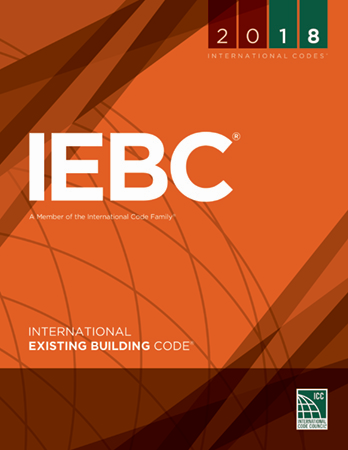 2018
INTERNATIONAL CODES®
IEBC®
A Member of the International Code Family®
INTERNATIONAL
EXISTING BUILDING CODE®
ICC
INTERNATIONAL
CODE COUNCIL®